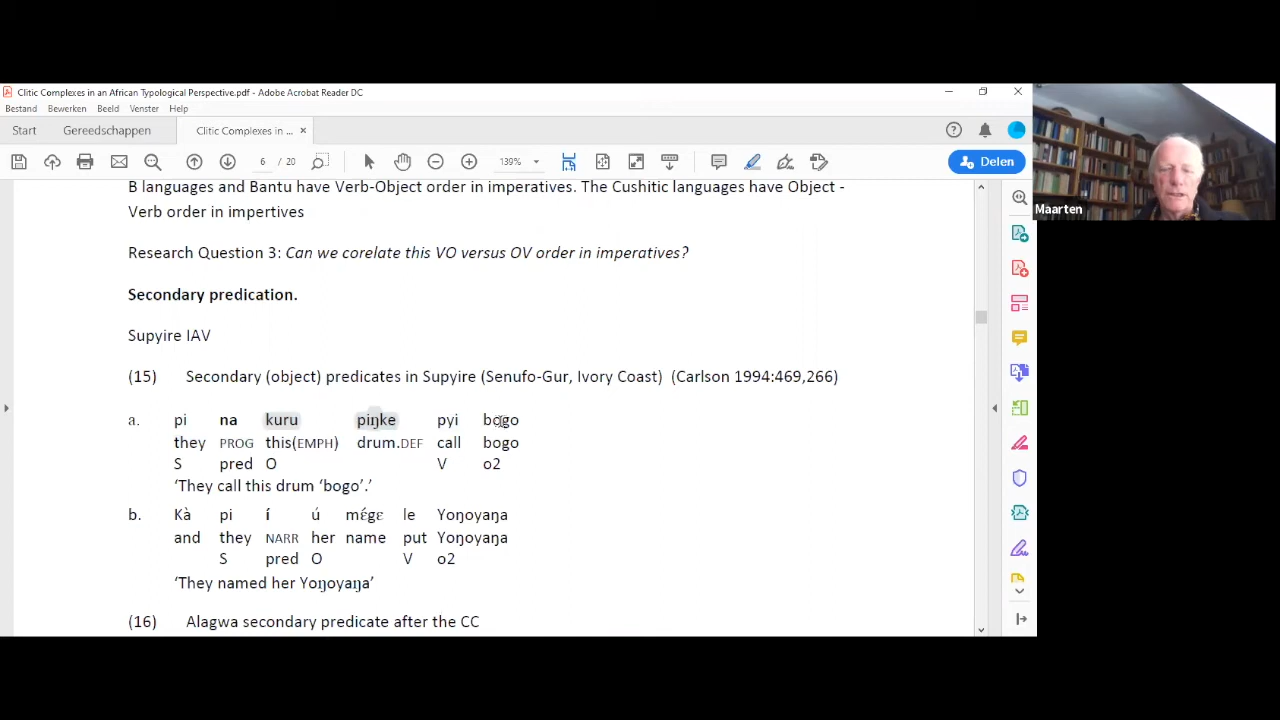 Clitic Complexes in an African Typological Perspective.pdf - Adobe Acrobat Reader DC
Bestand Bewerken Beeld Venster Help
Start Gereedschappen Clitic Complexes in ... ×
6 / 20 139% Delen
B languages and Bantu have Verb-Object order in imperatives. The Cushitic languages have Object -
Verb order in impertives
Research Question 3: Can we corelate this VO versus OV order in imperatives?
Secondary predication.
Supyire IAV
(15) Secondary (object) predicates in Supyire (Senufo-Gur, Ivory Coast) (Carlson 1994:469,266)
a. pi na kuru piŋke pyi bogo
they PROG this(EMPH) drum.DEF call bogo
S pred O V o2
‘They call this drum ‘bogo’.’
b. Kà pi í ú mɛ́gɛ le Yoŋoyaŋa
and they NARR her name put Yoŋoyaŋa
S pred O V o2
‘They named her Yoŋoyaŋa’
(16) Alagwa secondary predicate after the CC
Maarten